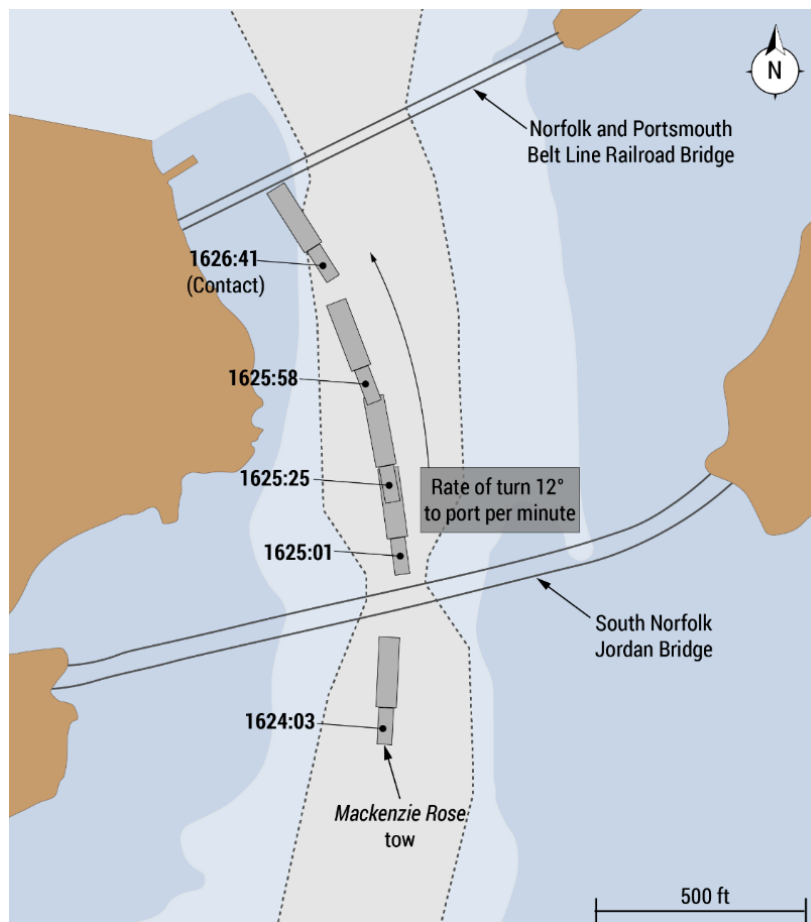 N
Norfolk and Portsmouth
Belt Line Railroad Bridge
1626:41
(Contact)
1625:58
1625:25
Rate of turn 12°
to port per minute
1625:01
South Norfolk
Jordan Bridge
1624:03
Mackenzie Rose
tow
500 ft